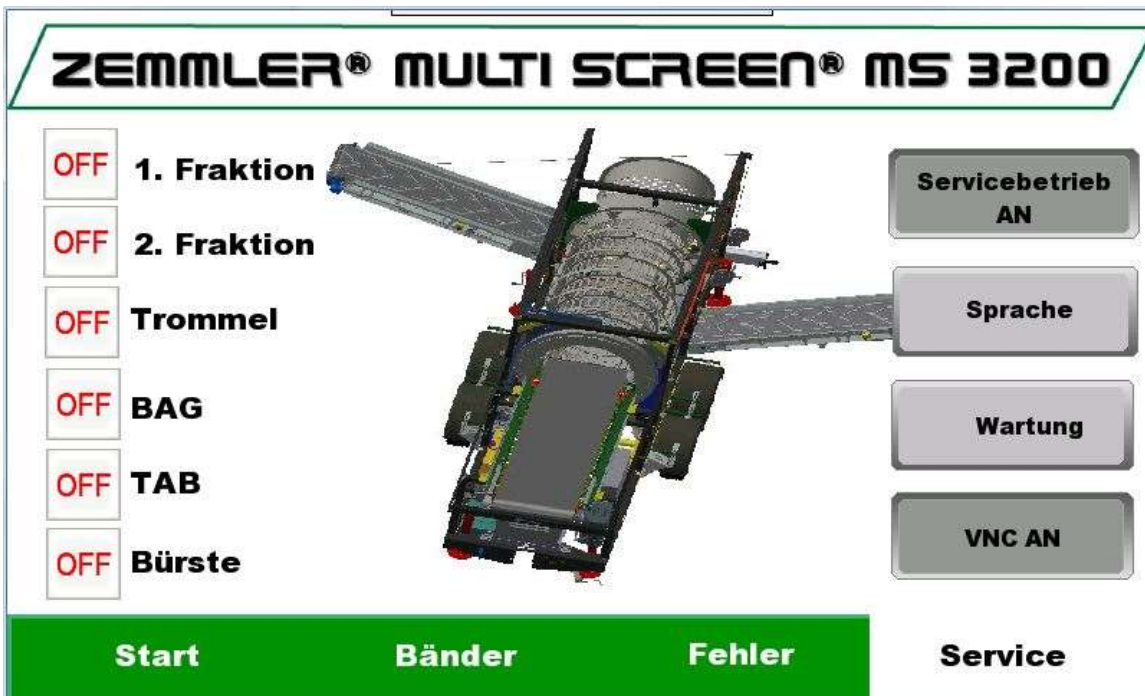 ZEMMLER® MULTI SCREEN® MS 3200
OFF 1. Fraktion
OFF 2. Fraktion
OFF Trommel
OFF BAG
OFF TAB
OFF Bürste
Servicebetrieb
AN
Sprache
Wartung
VNC AN
Start Bänder Fehler Service